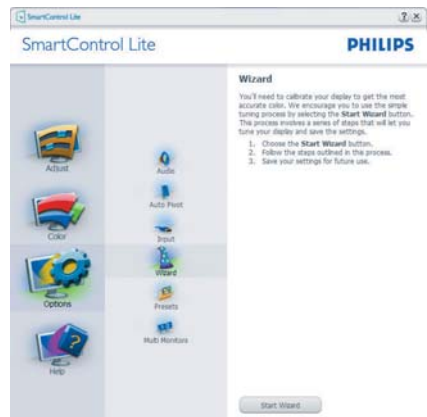 SmartControl Lite
SmartControl Lite
PHILIPS
Adjust
Color
Options
Help
Audio
Auto Pivot
Input
Wizard
Presets
Multi Monitors
Wizard
You'll need to calibrate your display to get the most
accurate color. We encourage you to use the simple
tuning process by selecting the Start Wizard button.
This process involves a series of steps that will let you
tune your display and save the settings.
1. Choose the Start Wizard button.
2. Follow the steps outlined in the process.
3. Save your settings for future use.
Start Wizard